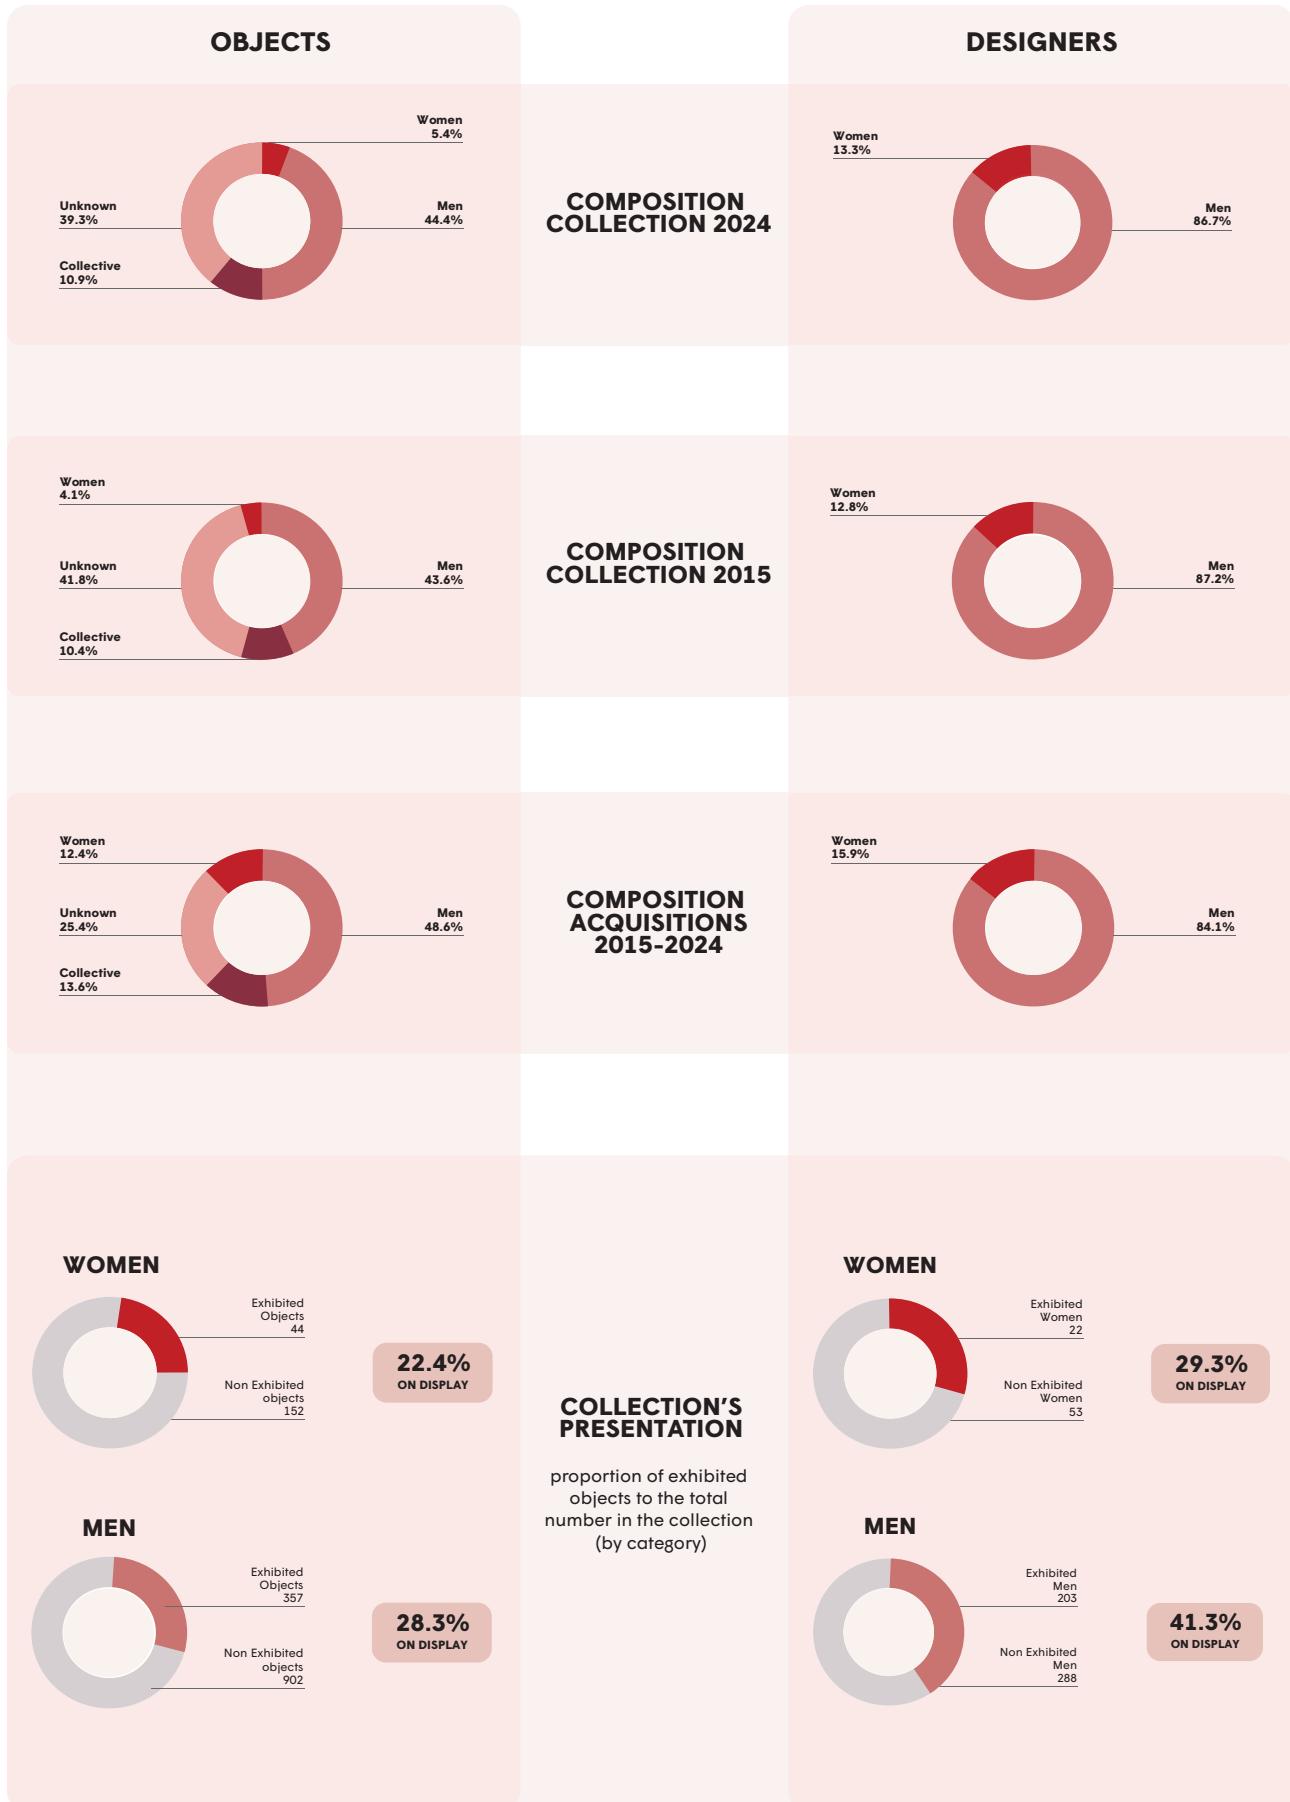 OBJECTS
DESIGNERS
Women
5.4%
Unknown
39.3%
Men
44.4%
Collective
10.9%
COMPOSITION
COLLECTION 2024
Women
13.3%
Men
86.7%
Women
4.1%
Unknown
41.8%
Men
43.6%
Collective
10.4%
COMPOSITION
COLLECTION 2015
Women
12.8%
Men
87.2%
Women
12.4%
Unknown
25.4%
Men
48.6%
Collective
13.6%
COMPOSITION
ACQUISITIONS
2015-2024
Women
15.9%
Men
84.1%
WOMEN
Exhibited
Objects
44
Non Exhibited
objects
152
22.4%
ON DISPLAY
MEN
Exhibited
Objects
357
Non Exhibited
objects
902
28.3%
ON DISPLAY
COLLECTION'S
PRESENTATION
proportion of exhibited
objects to the total
number in the collection
(by category)
WOMEN
Exhibited
Women
22
Non Exhibited
Women
53
29.3%
ON DISPLAY
MEN
Exhibited
Men
203
Non Exhibited
Men
288
41.3%
ON DISPLAY